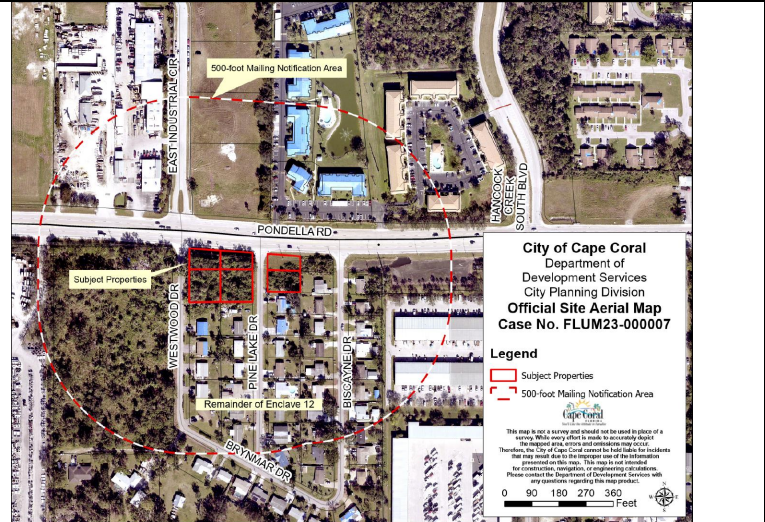 500-foot Mailing Notification Area
EAST INDUSTRIAL CIR
HANCOCK
CREEK
SOUTH BLVD
PONDELLA RD
Subject Properties
WESTWOOD DR
PINE LAKE DR
BISCAYNE DR
Remainder of Enclave 12
BRYNMAR DR
City of Cape Coral
Department of
Development Services
City Planning Division
Official Site Aerial Map
Case No. FLUM23-000007
Legend
Subject Properties
500-foot Mailing Notification Area
Cape Coral
This map is not a survey and should not be used in place of a
survey. While every effort is made to accurately depict
the mapped area, errors and omissions may occur.
Therefore, the City of Cape Coral cannot be held liable for incidents
that may result due to the improper use of the information
presented on this map. This map is not intended
for construction, navigation, or engineering calculations.
Please contact the Department of Development Services with
any questions regarding this map product.
0 90 180 270 360
Feet
N
W E
S